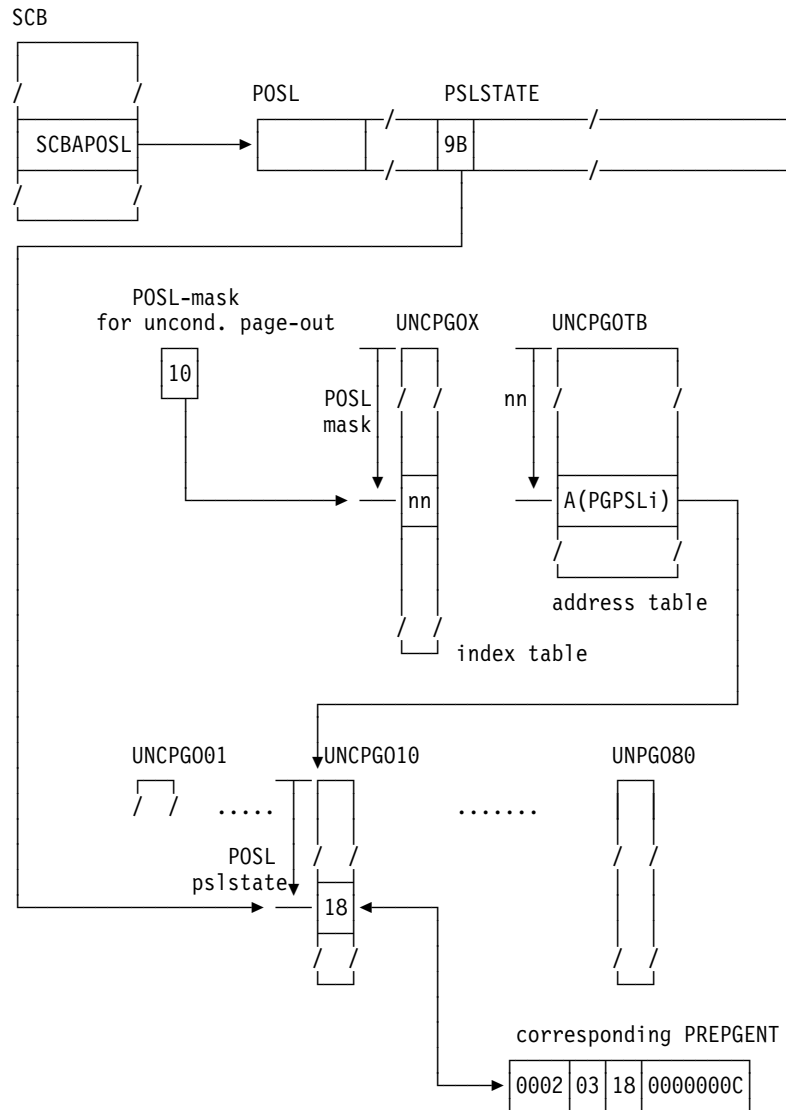 SCB
POSL PSLSTATE
SCBAPOSL 9B
POSL-mask
for uncond. page-out UNCPGOX UNCPGOTB
10
POSL
mask
nn
nn A(PGPSLi)
address table
index table
UNCPGO01 UNCPGO10 UNPGO80
..... .......
POSL
pslstate
18
corresponding PREPGENT
0002 03 18 0000000C